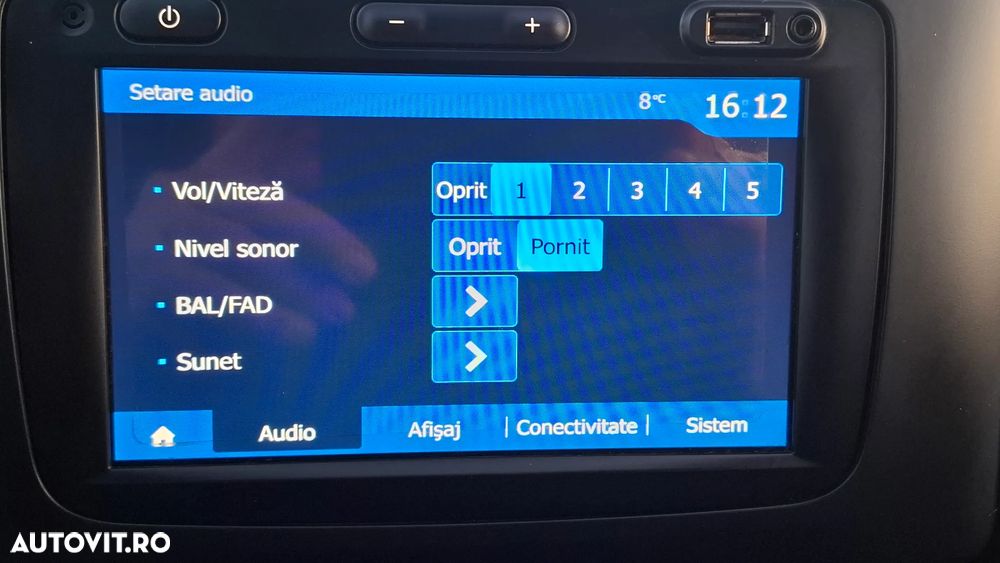 − +
Setare audio 8°C 16:12
Vol/Viteză Oprit 1 2 3 4 5
Nivel sonor Oprit Pornit
BAL/FAD
Sunet
Audio Afişaj Conectivitate Sistem
AUTOVIT.RO